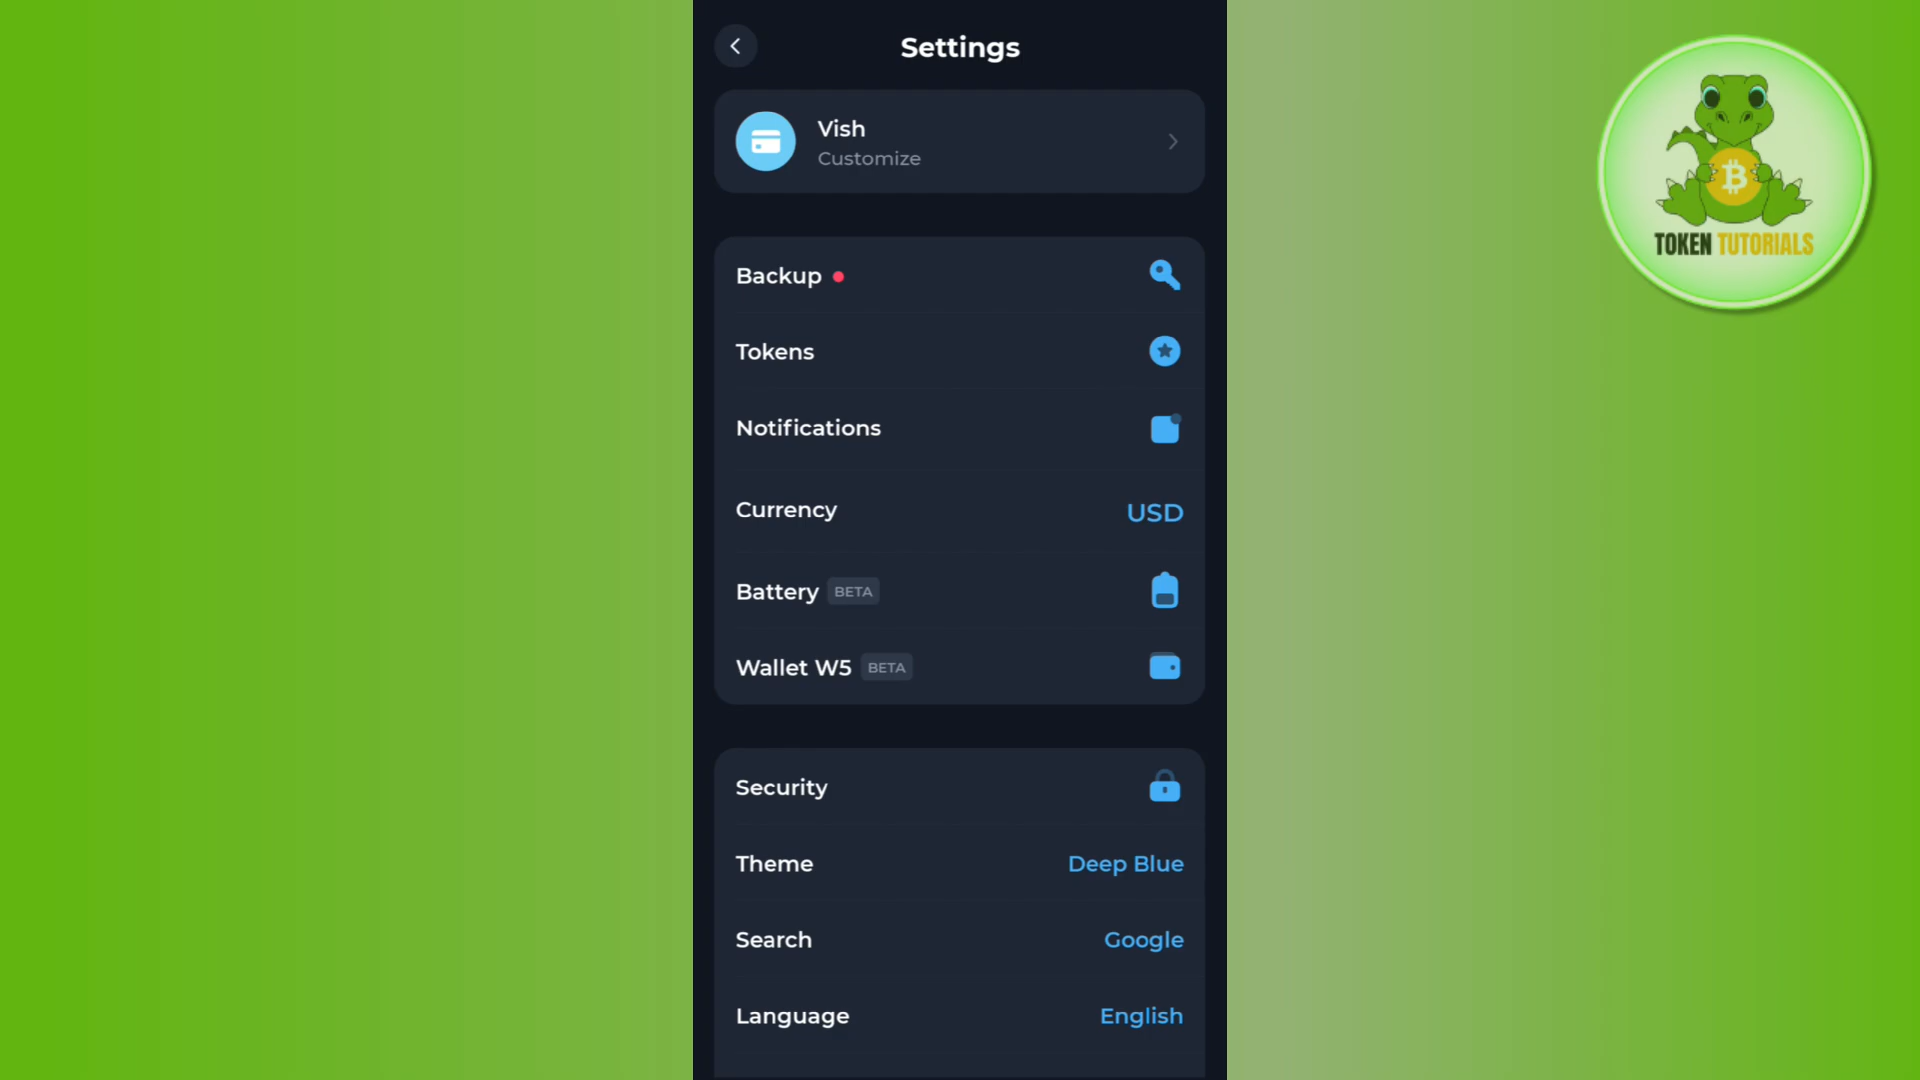 Settings
Vish
Customize
Backup
Tokens
Notifications
Currency USD
Battery BETA
Wallet W5 BETA
Security
Theme Deep Blue
Search Google
Language English
TOKEN TUTORIALS